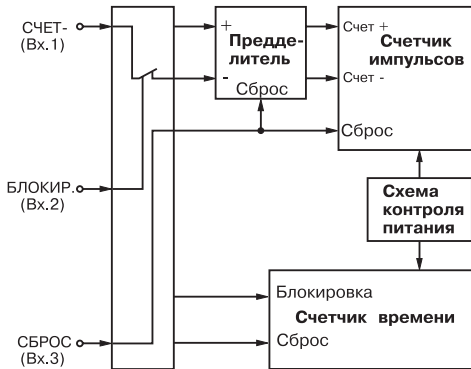 СЧЕТ-
(Вх.1)
+
-
Предде-
литель
Сброс
Счет +
Счет -
Счетчик
импульсов
Сброс
БЛОКИР.
(Вх.2)
Схема
контроля
питания
Блокировка
Счетчик времени
Сброс
СБРОС
(Вх.3)